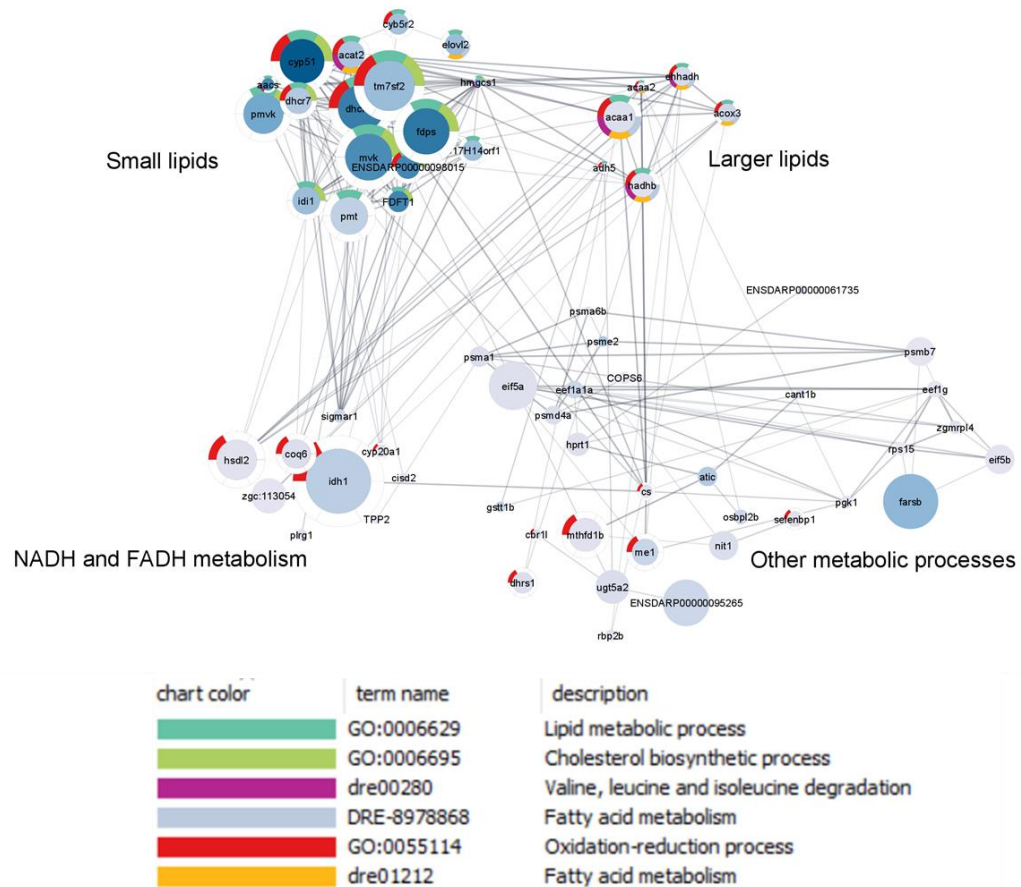 cyb5r2
elovl2
cyp51
acat2
tm7sf2
hmgcs1
enhadh
acaa2
aacs
dhcr7
pmvk
acaa1
acox3
fdps
mvk
17H14orf1
ENSDARP00000098015
Small lipids
Larger lipids
adh5
hadhb
idi1
FDFT1
pmt
ENSDARP00000061735
psma6b
psme2
psma1
psmb7
eif5a
COPS6
eef1a1a
cant1b
eef1g
sigmar1
psmd4a
zgmrpl4
hprt1
rps15
hsdl2
coq6
cyp20a1
eif5b
idh1
cisd2
atic
zgc:113054
cs
pgk1
farsb
gstt1b
osbpl2b
selenbp1
TPP2
plrg1
cbr1l
mthfd1b
me1
nit1
NADH and FADH metabolism
Other metabolic processes
dhrs1
ugt5a2
ENSDARP00000095265
rbp2b
chart color term name description
GO:0006629 Lipid metabolic process
GO:0006695 Cholesterol biosynthetic process
dre00280 Valine, leucine and isoleucine degradation
DRE-8978868 Fatty acid metabolism
GO:0055114 Oxidation-reduction process
dre01212 Fatty acid metabolism